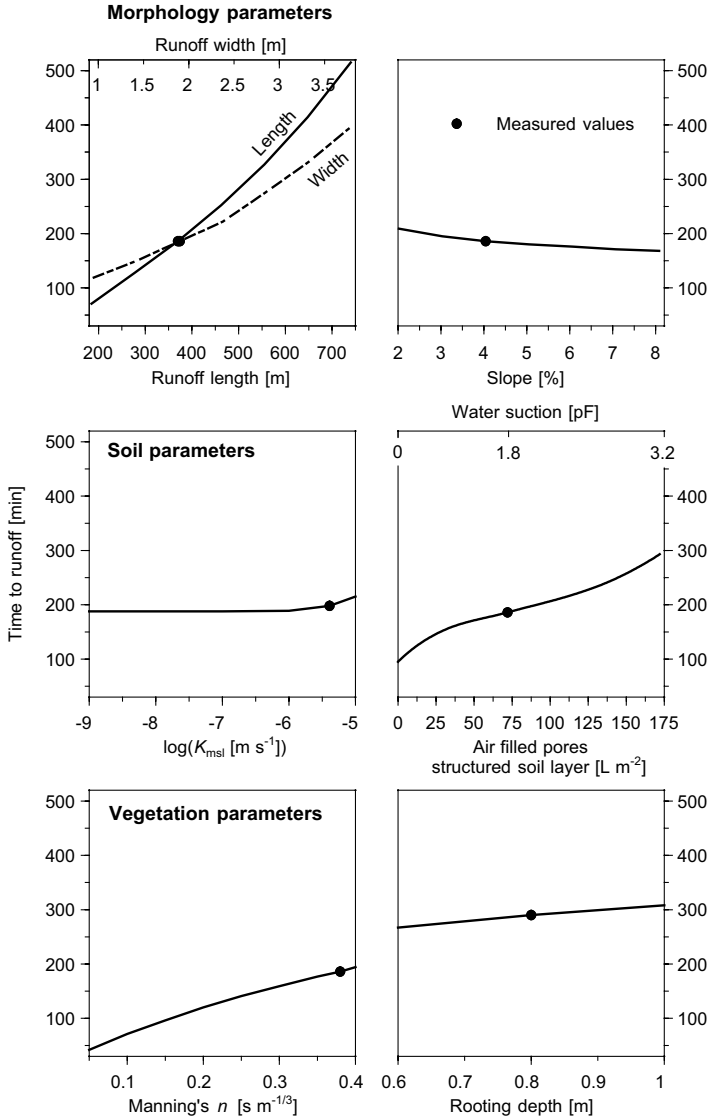 Morphology parameters
Runoff width [m]
1 1.5 2 2.5 3 3.5
500
400
300
200
100
Length
Width
200 300 400 500 600 700
Runoff length [m]
Measured values
500
400
300
200
100
2 3 4 5 6 7 8
Slope [%]
Time to runoff [min]
Soil parameters
500
400
300
200
100
-9 -8 -7 -6 -5
log(Kmsl [m s-1])
Water suction [pF]
0 1.8 3.2
500
400
300
200
100
0 25 50 75 100 125 150 175
Air filled pores
structured soil layer [L m-2]
Vegetation parameters
500
400
300
200
100
0.1 0.2 0.3 0.4
Manning's n [s m-1/3]
500
400
300
200
100
0.6 0.7 0.8 0.9 1
Rooting depth [m]